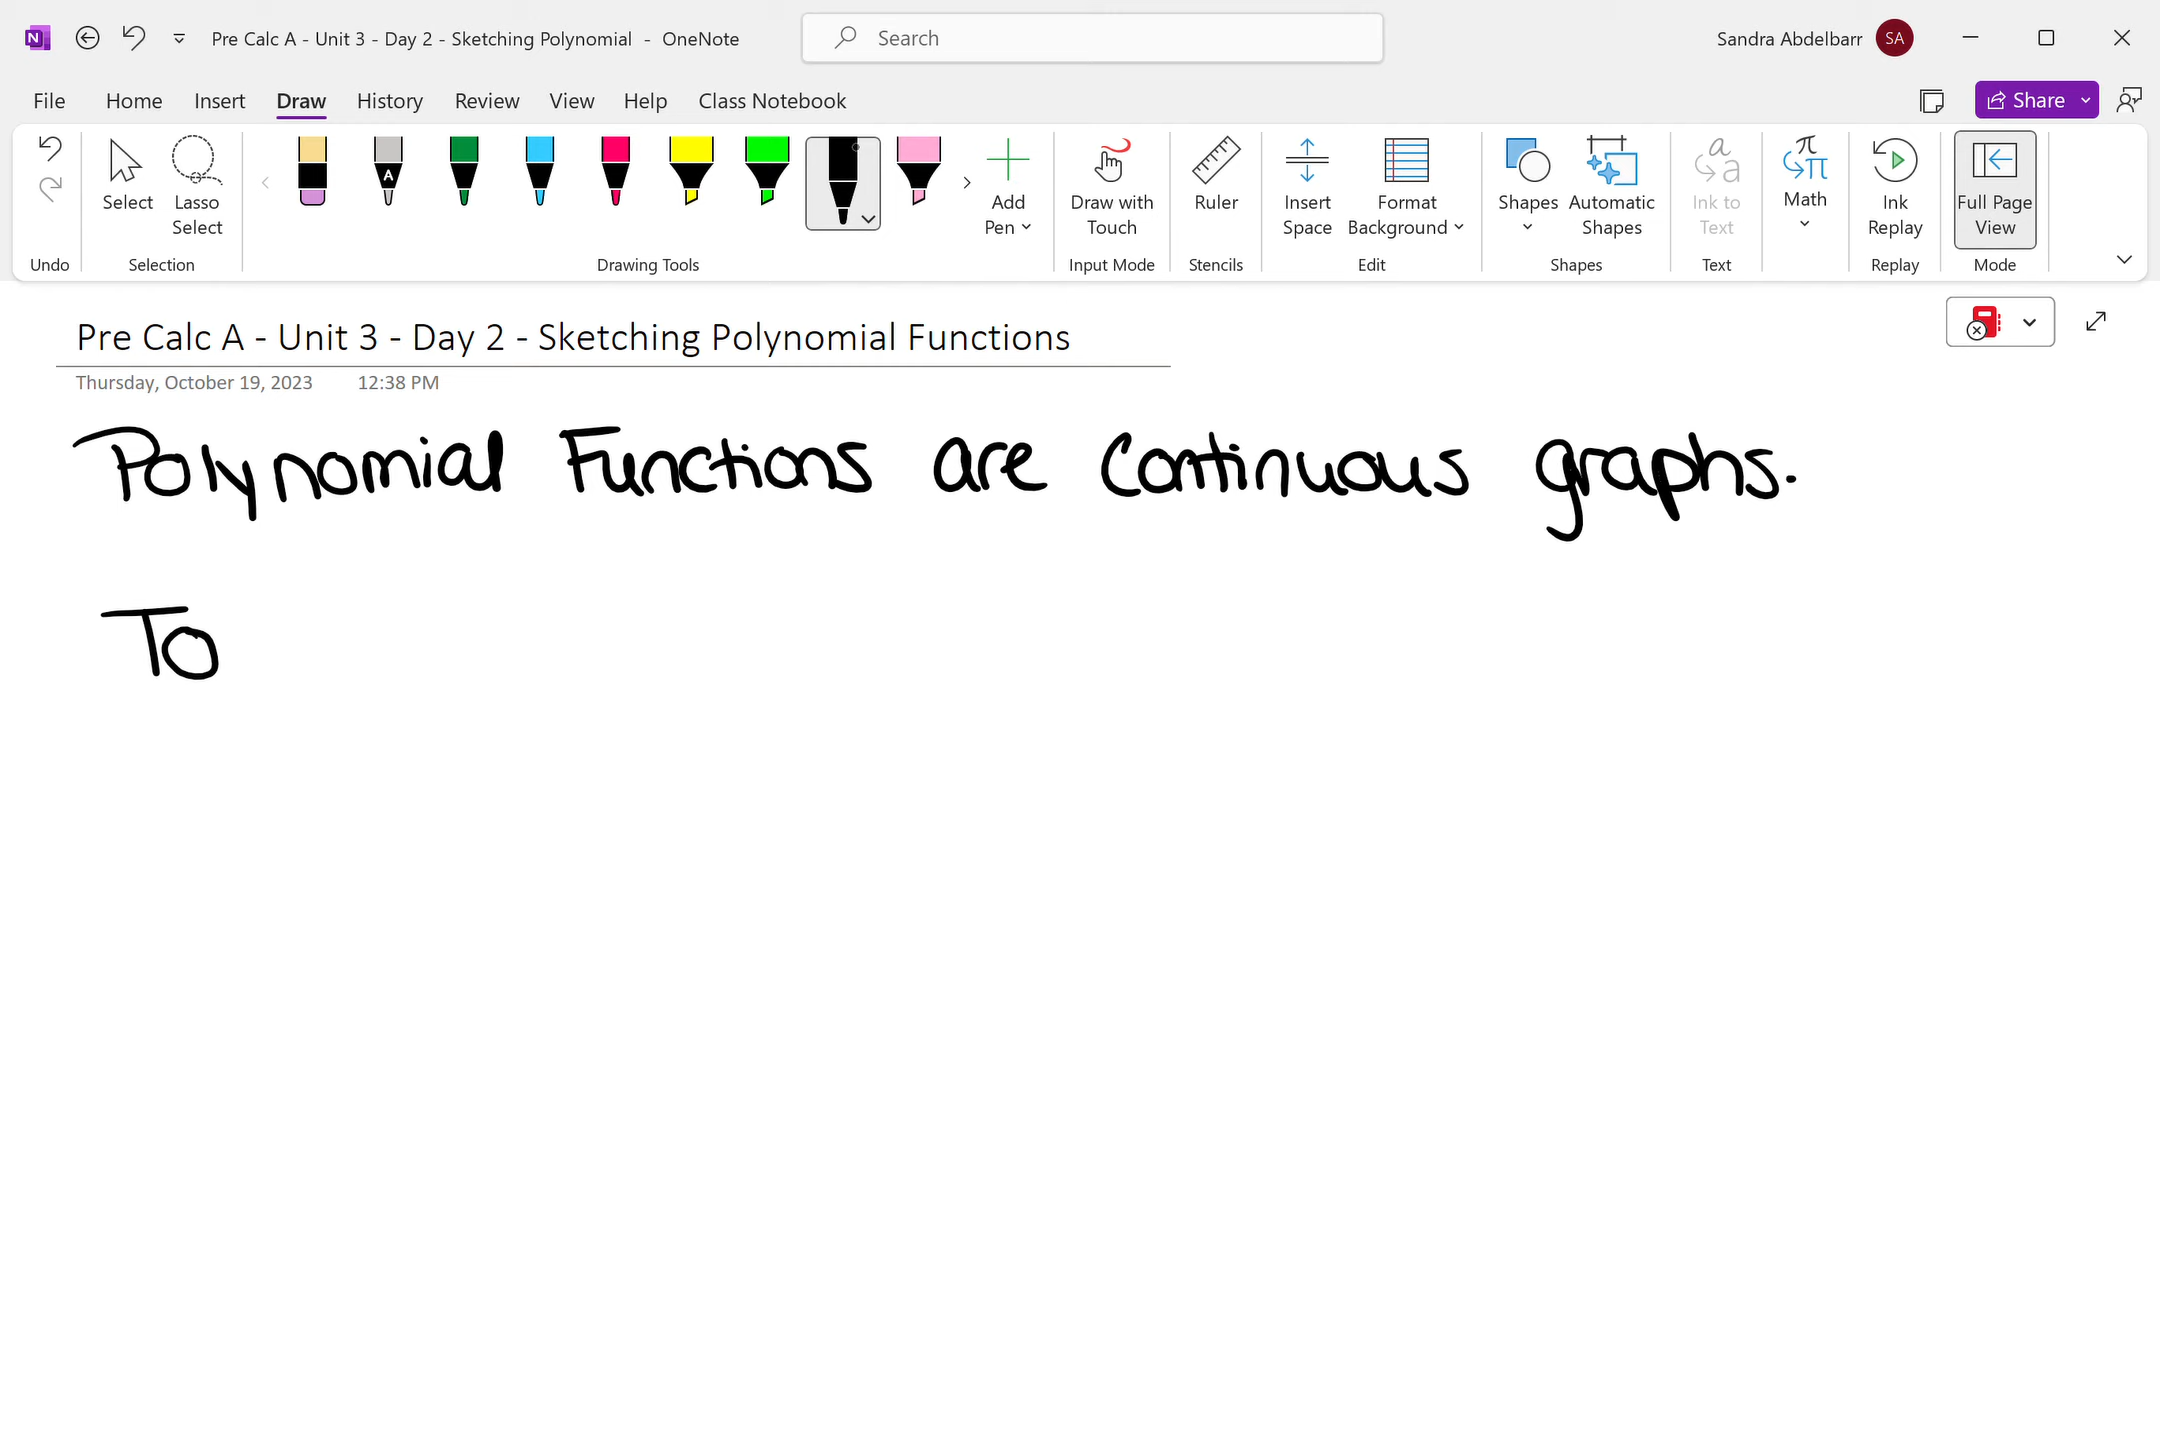 Pre Calc A - Unit 3 - Day 2 - Sketching Polynomial - OneNote
Search
Sandra Abdelbarr SA
File Home Insert Draw History Review View Help Class Notebook
Share
Select
Lasso Select
A
Add Pen
Draw with Touch
Ruler
Insert Space
Format Background
Shapes
Automatic Shapes
Ink to Text
Math
Ink Replay
Full Page View
Undo Selection Drawing Tools Input Mode Stencils Edit Shapes Text Replay Mode
Pre Calc A - Unit 3 - Day 2 - Sketching Polynomial Functions
Thursday, October 19, 2023 12:38 PM
Polynomial Functions are continuous graphs.
To